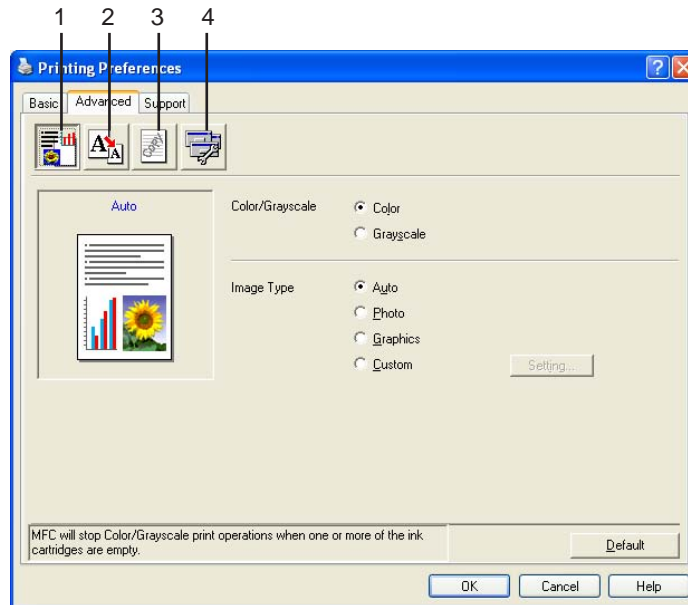 1 2 3 4
Printing Preferences
Basic Advanced Support
A A COPY
Auto
Color/Grayscale
Color
Grayscale
Image Type
Auto
Photo
Graphics
Custom
Setting...
MFC will stop Color/Grayscale print operations when one or more of the ink
cartridges are empty.
Default
OK Cancel Help